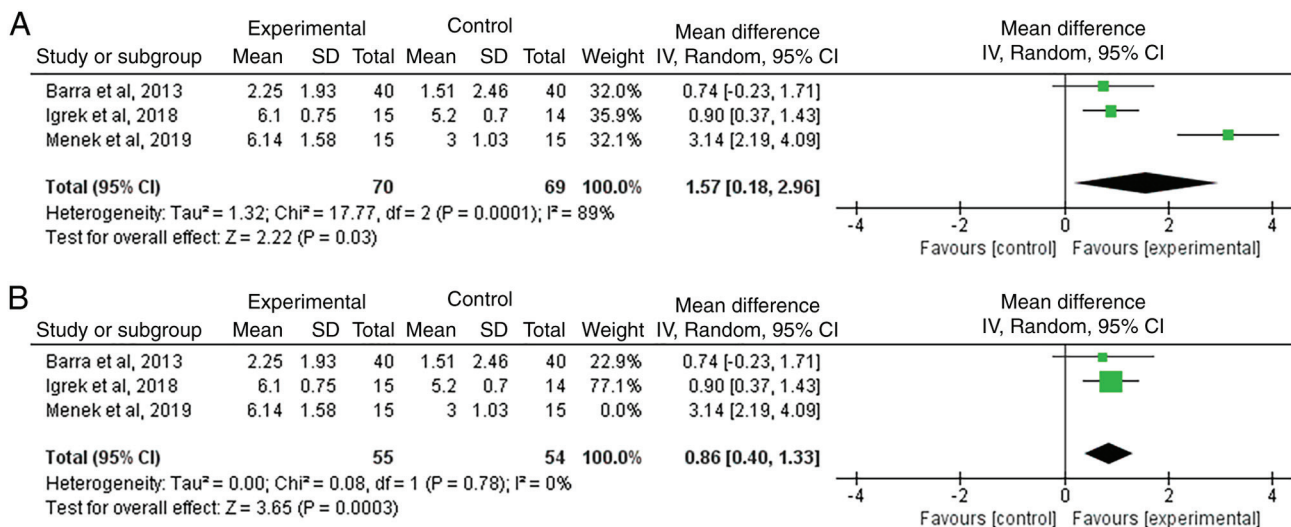 A
Experimental Control Mean difference Mean difference
Study or subgroup Mean SD Total Mean SD Total Weight IV, Random, 95% CI IV, Random, 95% CI
Barra et al, 2013 2.25 1.93 40 1.51 2.46 40 32.0% 0.74 [-0.23, 1.71]
Igrek et al, 2018 6.1 0.75 15 5.2 0.7 14 35.9% 0.90 [0.37, 1.43]
Menek et al, 2019 6.14 1.58 15 3 1.03 15 32.1% 3.14 [2.19, 4.09]
Total (95% CI) 70 69 100.0% 1.57 [0.18, 2.96]
Heterogeneity: Tau² = 1.32; Chi² = 17.77, df = 2 (P = 0.0001); I² = 89%
Test for overall effect: Z = 2.22 (P = 0.03)
-4 -2 0 2 4
Favours [control] Favours [experimental]
B
Experimental Control Mean difference Mean difference
Study or subgroup Mean SD Total Mean SD Total Weight IV, Random, 95% CI IV, Random, 95% CI
Barra et al, 2013 2.25 1.93 40 1.51 2.46 40 22.9% 0.74 [-0.23, 1.71]
Igrek et al, 2018 6.1 0.75 15 5.2 0.7 14 77.1% 0.90 [0.37, 1.43]
Menek et al, 2019 6.14 1.58 15 3 1.03 15 0.0% 3.14 [2.19, 4.09]
Total (95% CI) 55 54 100.0% 0.86 [0.40, 1.33]
Heterogeneity: Tau² = 0.00; Chi² = 0.08, df = 1 (P = 0.78); I² = 0%
Test for overall effect: Z = 3.65 (P = 0.0003)
-4 -2 0 2 4
Favours [control] Favours [experimental]